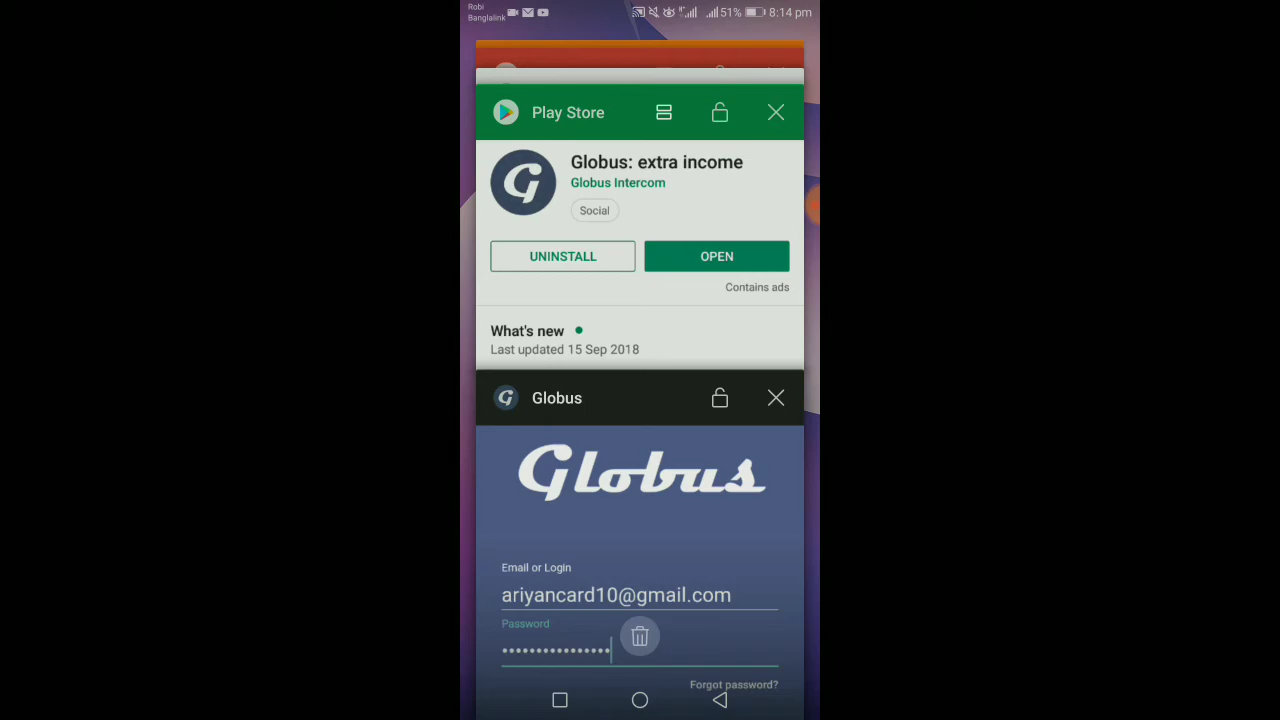 Robi
Banglalink
51% 8:14 pm
Play Store
Globus: extra income
Globus Intercom
Social
UNINSTALL OPEN
Contains ads
What's new
Last updated 15 Sep 2018
G Globus
Globus
Email or Login
ariyancard10@gmail.com
Password
••••••••••••••••
Forgot password?